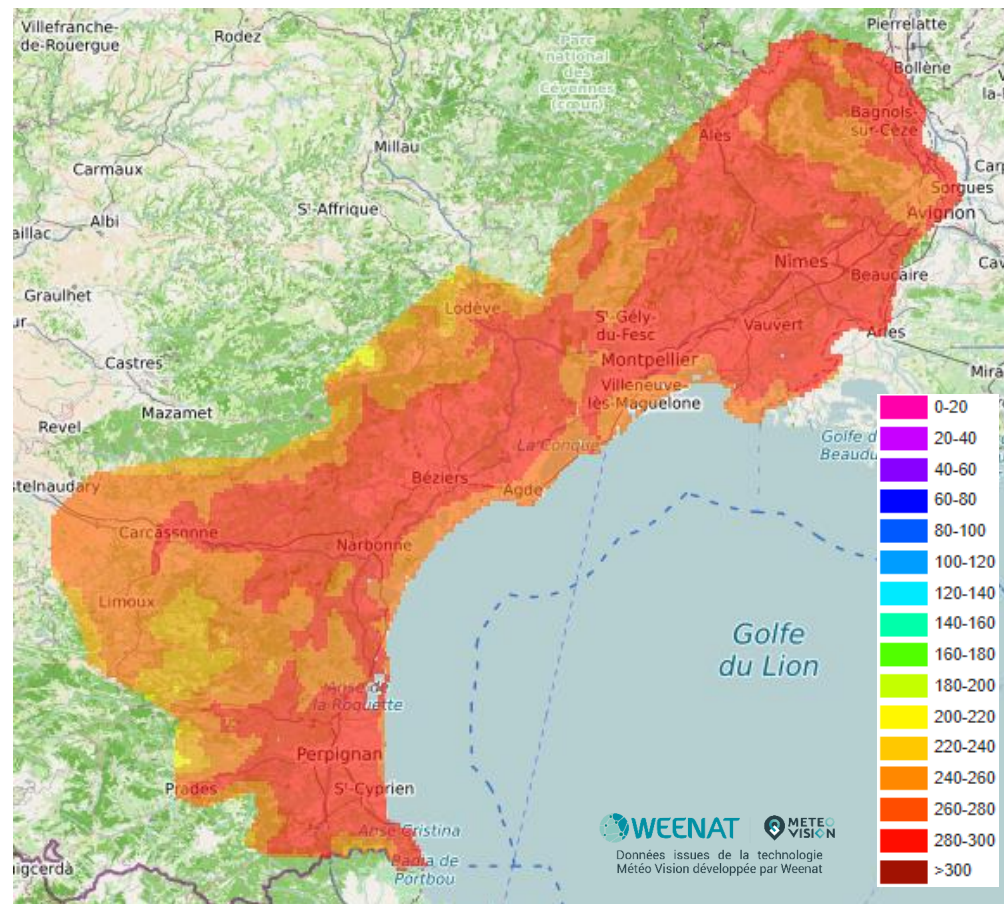 Villefranche-
de-Rouergue
Rodez
Parc
national
des
Cévennes
(cœur)
Pierrelatte
Bollène
Bagnols-
sur-Cèze
Alès
Millau
Carmaux
Sᵗ-Affrique
Albi
Sorgues
Avignon
Nîmes
Beaucaire
Graulhet
Lodève
Sᵗ-Gély-
du-Fesc
Vauvert
Arles
Montpellier
Castres
Villeneuve-
lès-Maguelone
Mazamet
Revel
La Conque
Béziers
Agde
Carcassonne
Narbonne
Limoux
Golfe
du Lion
Anse de
la Roquette
Perpignan
Prades
Sᵗ-Cyprien
Anse Cristina
Badia de
Portbou
0-20
20-40
40-60
60-80
80-100
100-120
120-140
140-160
160-180
180-200
200-220
220-240
240-260
260-280
280-300
>300
WEENAT
METEO
VISION
Données issues de la technologie
Météo Vision développée par Weenat